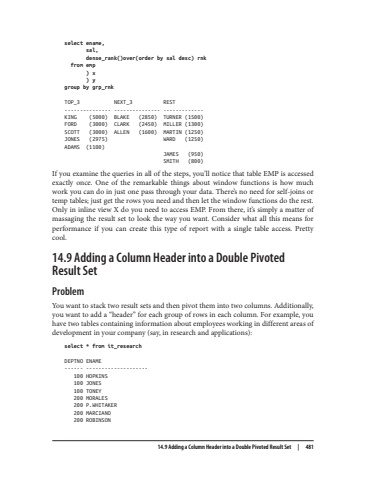 select ename,
sal,
dense_rank()over(order by sal desc) rnk
from emp
) x
) y
group by grp_rnk
TOP_3 NEXT_3 REST
--------------- --------------- -------------
KING (5000) BLAKE (2850) TURNER (1500)
FORD (3000) CLARK (2450) MILLER (1300)
SCOTT (3000) ALLEN (1600) MARTIN (1250)
JONES (2975) WARD (1250)
ADAMS (1100)
JAMES (950)
SMITH (800)
If you examine the queries in all of the steps, you'll notice that table EMP is accessed
exactly once. One of the remarkable things about window functions is how much
work you can do in just one pass through your data. There's no need for self-joins or
temp tables; just get the rows you need and then let the window functions do the rest.
Only in inline view X do you need to access EMP. From there, it's simply a matter of
massaging the result set to look the way you want. Consider what all this means for
performance if you can create this type of report with a single table access. Pretty
cool.
14.9 Adding a Column Header into a Double Pivoted
Result Set
Problem
You want to stack two result sets and then pivot them into two columns. Additionally,
you want to add a "header" for each group of rows in each column. For example, you
have two tables containing information about employees working in different areas of
development in your company (say, in research and applications):
select * from it_research
DEPTNO ENAME
------ --------------------
100 HOPKINS
100 JONES
100 TONEY
200 MORALES
200 P.WHITAKER
200 MARCIANO
200 ROBINSON
14.9 Adding a Column Header into a Double Pivoted Result Set | 481